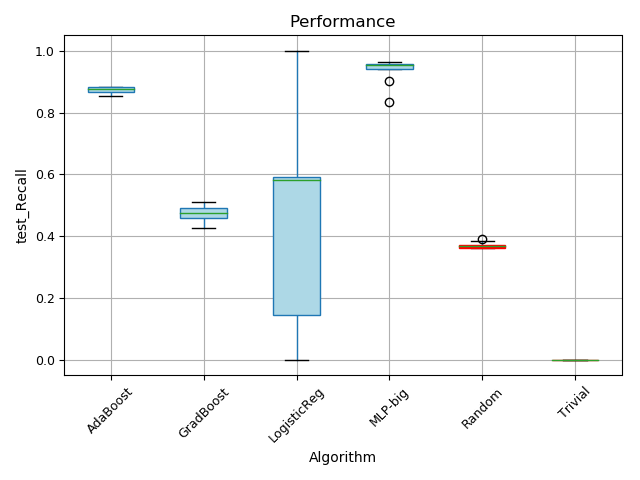 Performance
1.0
0.8
0.6
0.4
0.2
0.0
test_Recall
AdaBoost
GradBoost
LogisticReg
MLP-big
Random
Trivial
Algorithm